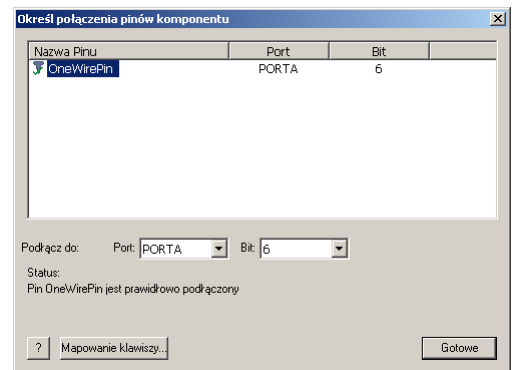 Określ połączenia pinów komponentu
Nazwa Pinu Port Bit
OneWirePin PORTA 6
Podłącz do: Port: PORTA Bit: 6
Status:
Pin OneWirePin jest prawidłowo podłączony
? Mapowanie klawiszy... Gotowe